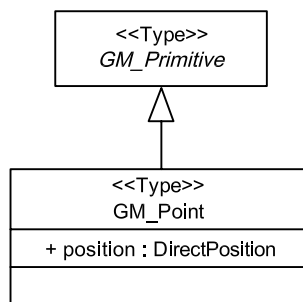 <<Type>>
GM_Primitive
<<Type>>
GM_Point
+ position : DirectPosition